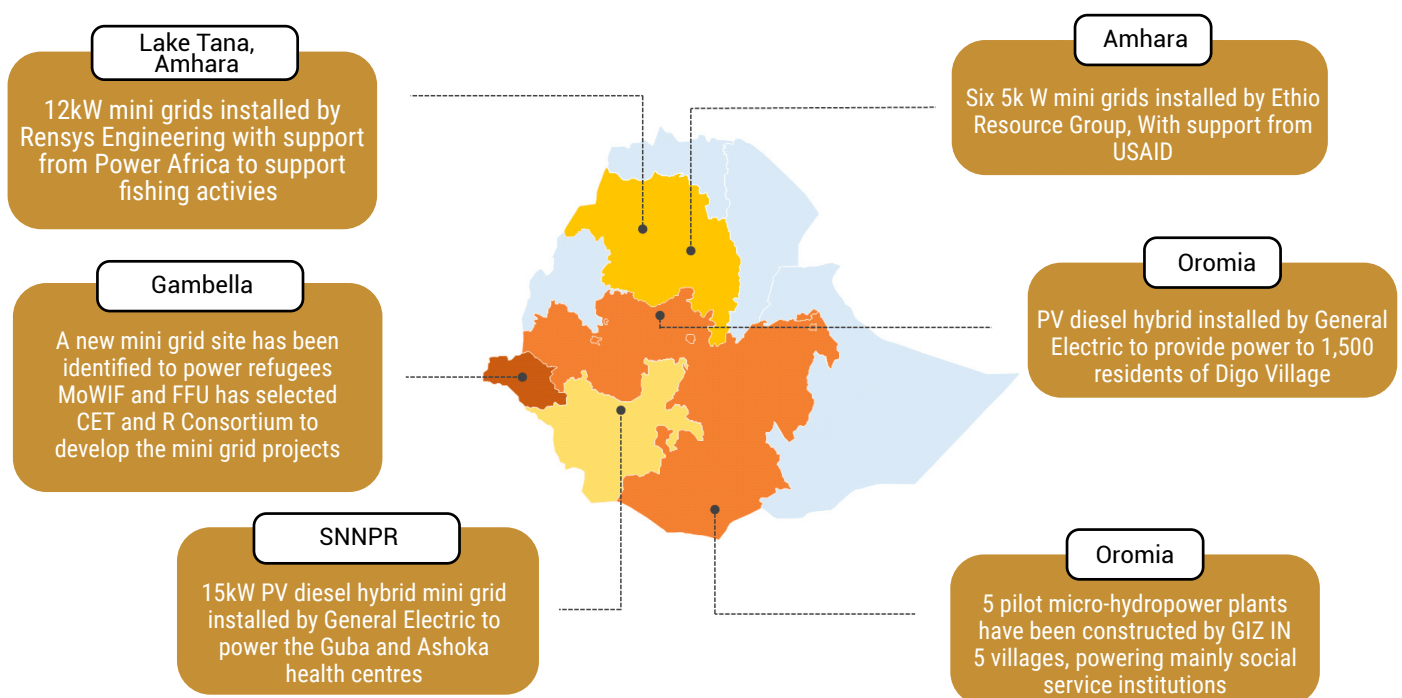 Lake Tana,
Amhara
12kW mini grids installed by
Rensys Engineering with support
from Power Africa to support
fishing activies
Amhara
Six 5k W mini grids installed by Ethio
Resource Group, With support from
USAID
Gambella
A new mini grid site has been
identified to power refugees
MoWIF and FFU has selected
CET and R Consortium to
develop the mini grid projects
Oromia
PV diesel hybrid installed by General
Electric to provide power to 1,500
residents of Digo Village
SNNPR
15kW PV diesel hybrid mini grid
installed by General Electric to
power the Guba and Ashoka
health centres
Oromia
5 pilot micro-hydropower plants
have been constructed by GIZ IN
5 villages, powering mainly social
service institutions